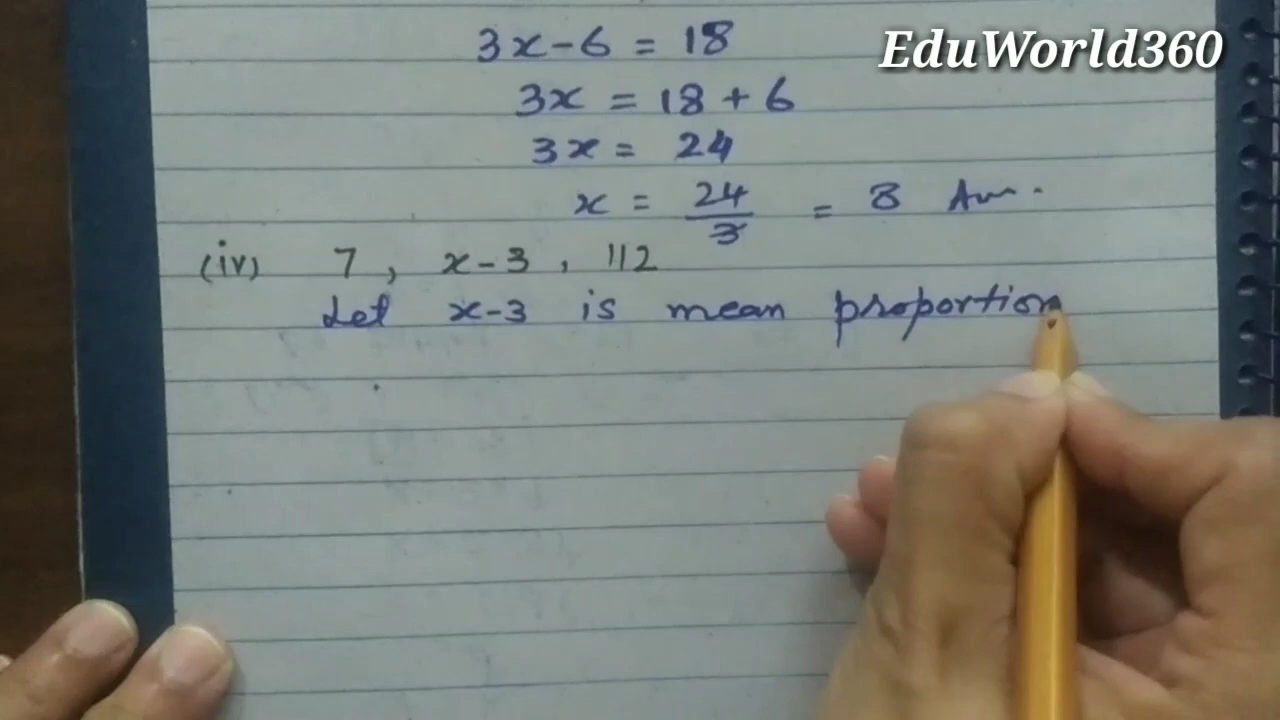 3x-6 = 18
EduWorld360
3x = 18 + 6
3x = 24
x = 24/3 = 8 Ans.
(iv) 7, x-3, 112
Let x-3 is mean proportion